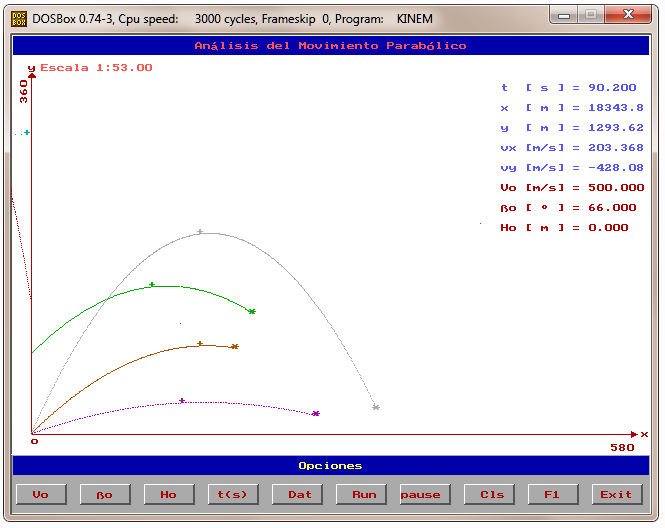 DOSBox 0.74-3, Cpu speed: 3000 cycles, Frameskip 0, Program: KINEM
Análisis del Movimiento Parabólico
y Escala 1:53.00
360
t [ s ] = 90.200
x [ m ] = 18343.8
y [ m ] = 1293.62
vx [m/s] = 203.368
vy [m/s] = -428.08
Vo [m/s] = 500.000
ßo [ º ] = 66.000
Ho [ m ] = 0.000
x
o
580
Opciones
Vo ßo Ho t(s) Dat Run pause Cls F1 Exit